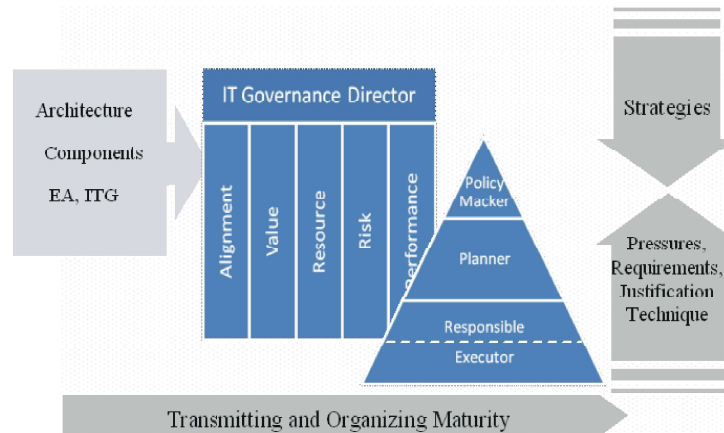 Architecture
Components
EA, ITG
IT Governance Director
Alignment
Value
Resource
Risk
Performance
Policy
Macker
Planner
Responsible
Executor
Strategies
Pressures,
Requirements,
Justification
Technique
Transmitting and Organizing Maturity